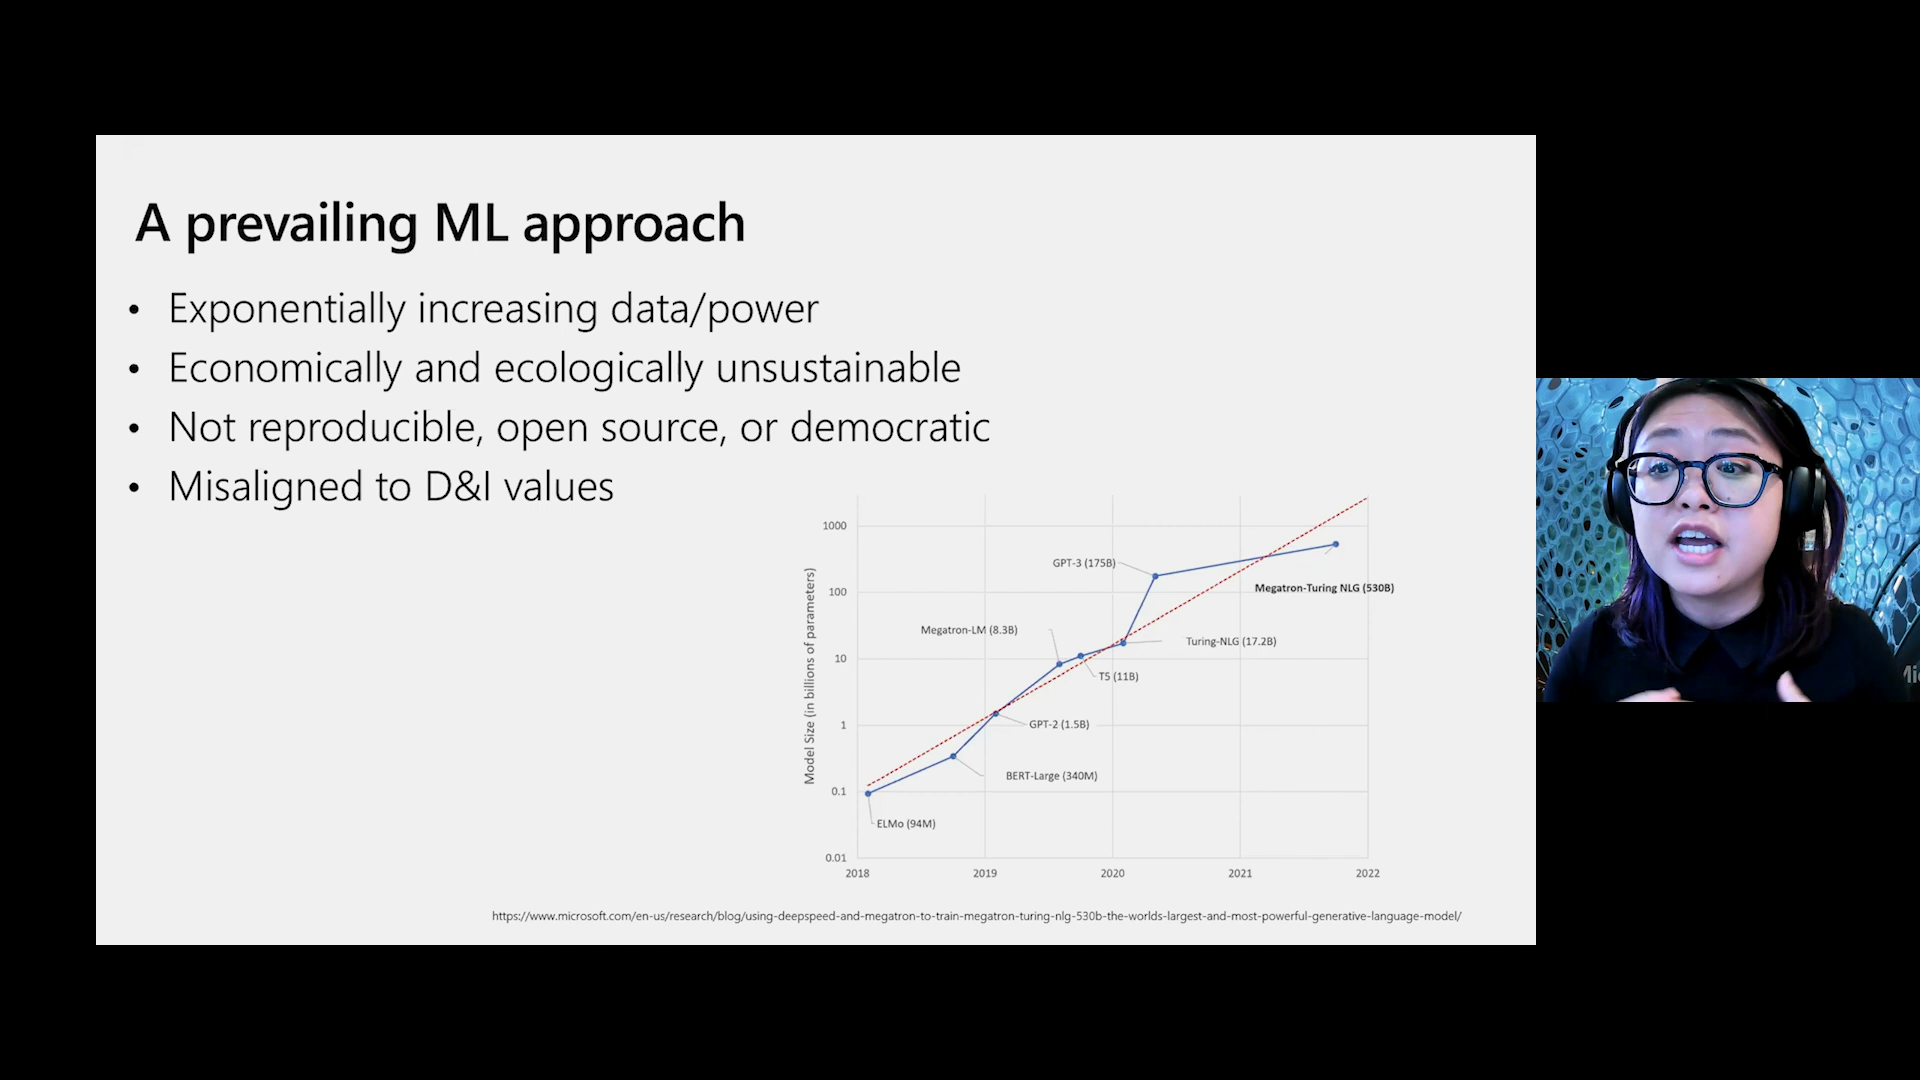 A prevailing ML approach
• Exponentially increasing data/power
• Economically and ecologically unsustainable
• Not reproducible, open source, or democratic
• Misaligned to D&I values
Model Size (in billions of parameters)
1000
100
10
1
0.1
0.01
2018
2019
2020
2021
2022
GPT-3 (175B)
Megatron-Turing NLG (530B)
Megatron-LM (8.3B)
Turing-NLG (17.2B)
T5 (11B)
GPT-2 (1.5B)
BERT-Large (340M)
ELMo (94M)
https://www.microsoft.com/en-us/research/blog/using-deepspeed-and-megatron-to-train-megatron-turing-nlg-530b-the-worlds-largest-and-most-powerful-generative-language-model/